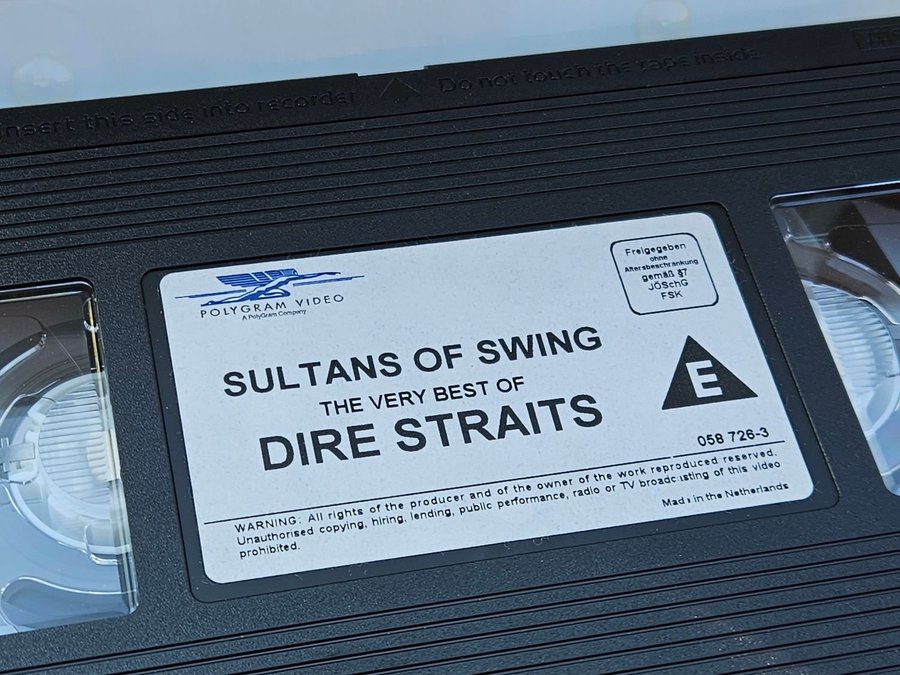 Insert this side into recorder
Do not touch the tape inside
VHS
POLYGRAM VIDEO
A PolyGram Company
Freigegeben
ohne
Altersbeschränkung
gemäß §7
JÖSchG
FSK
SULTANS OF SWING
THE VERY BEST OF
DIRE STRAITS
E
058 726-3
WARNING: All rights of the producer and of the owner of the work reproduced reserved.
Unauthorised copying, hiring, lending, public performance, radio or TV broadcasting of this video
prohibited.
Made in the Netherlands